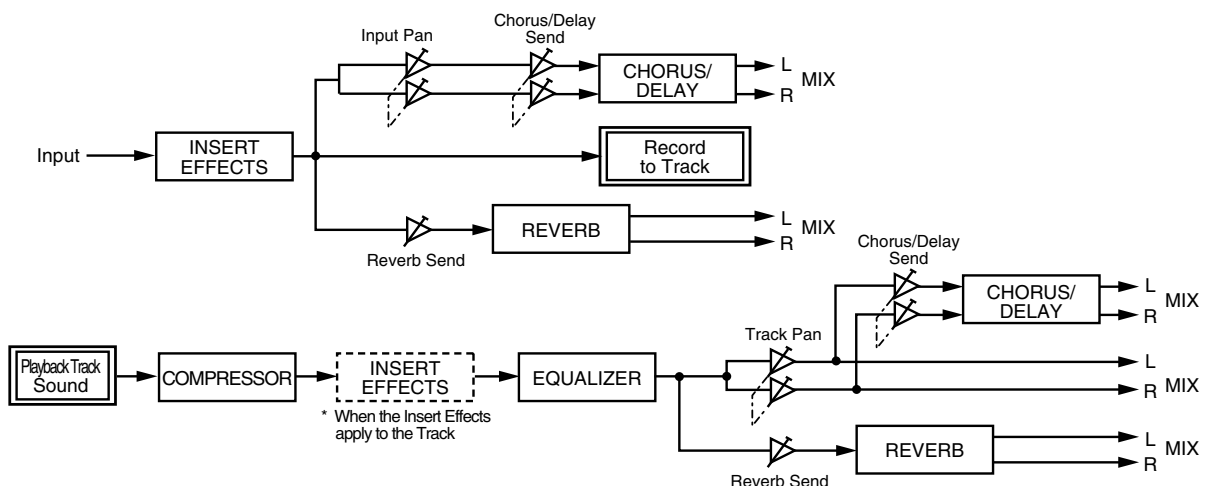 Chorus/Delay
Send
Input Pan
CHORUS/
DELAY
L
R
MIX
Input
INSERT
EFFECTS
Record
to Track
REVERB
L
R
MIX
Reverb Send
Chorus/Delay
Send
CHORUS/
DELAY
L
R
MIX
Track Pan
Playback Track
Sound
COMPRESSOR
INSERT
EFFECTS
EQUALIZER
L
R
MIX
* When the Insert Effects
apply to the Track
REVERB
L
R
MIX
Reverb Send